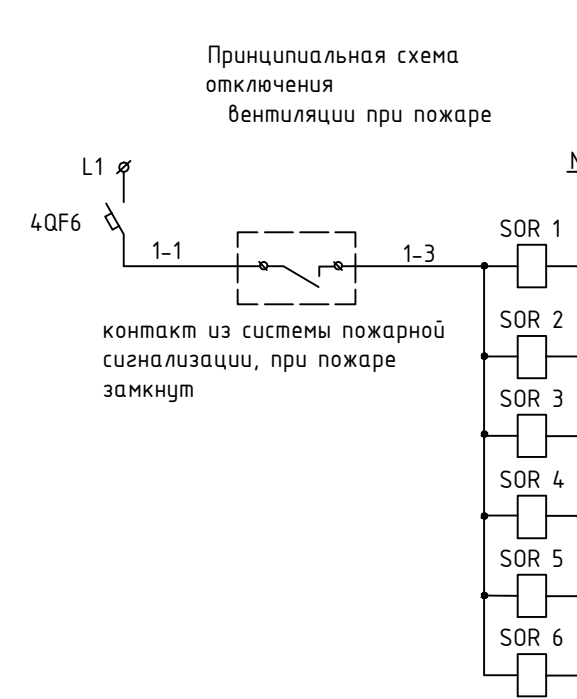 Принципиальная схема
отключения
вентиляции при пожаре
L1
N
4QF6
1-1
1-3
SOR 1
контакт из системы пожарной
сигнализации, при пожаре
замкнут
SOR 2
SOR 3
SOR 4
SOR 5
SOR 6